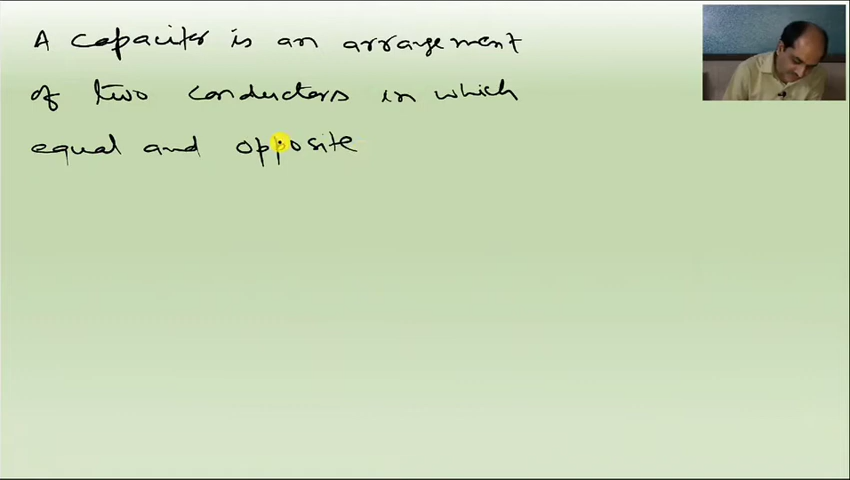 A capacitor is an arrangement
of two conductors in which
equal and opposite